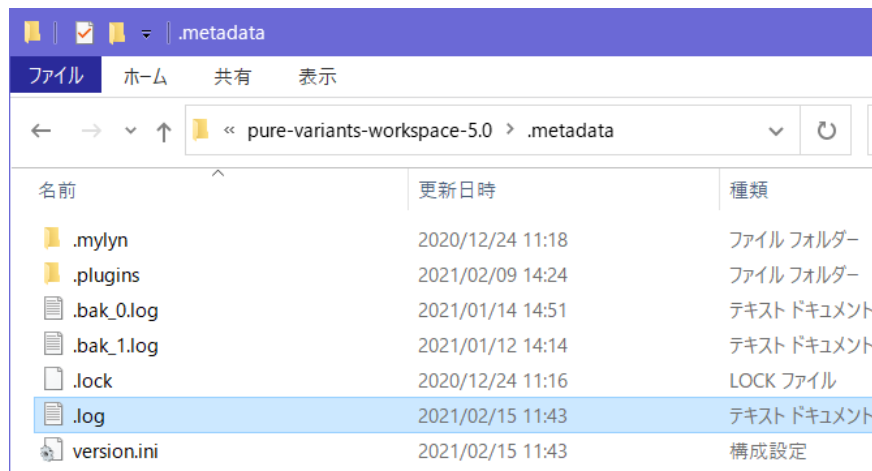 .metadata
ファイル ホーム 共有 表示
« pure-variants-workspace-5.0 > .metadata
名前 更新日時 種類
.mylyn 2020/12/24 11:18 ファイル フォルダー
.plugins 2021/02/09 14:24 ファイル フォルダー
.bak_0.log 2021/01/14 14:51 テキスト ドキュメント
.bak_1.log 2021/01/12 14:14 テキスト ドキュメント
.lock 2020/12/24 11:16 LOCK ファイル
.log 2021/02/15 11:43 テキスト ドキュメント
version.ini 2021/02/15 11:43 構成設定